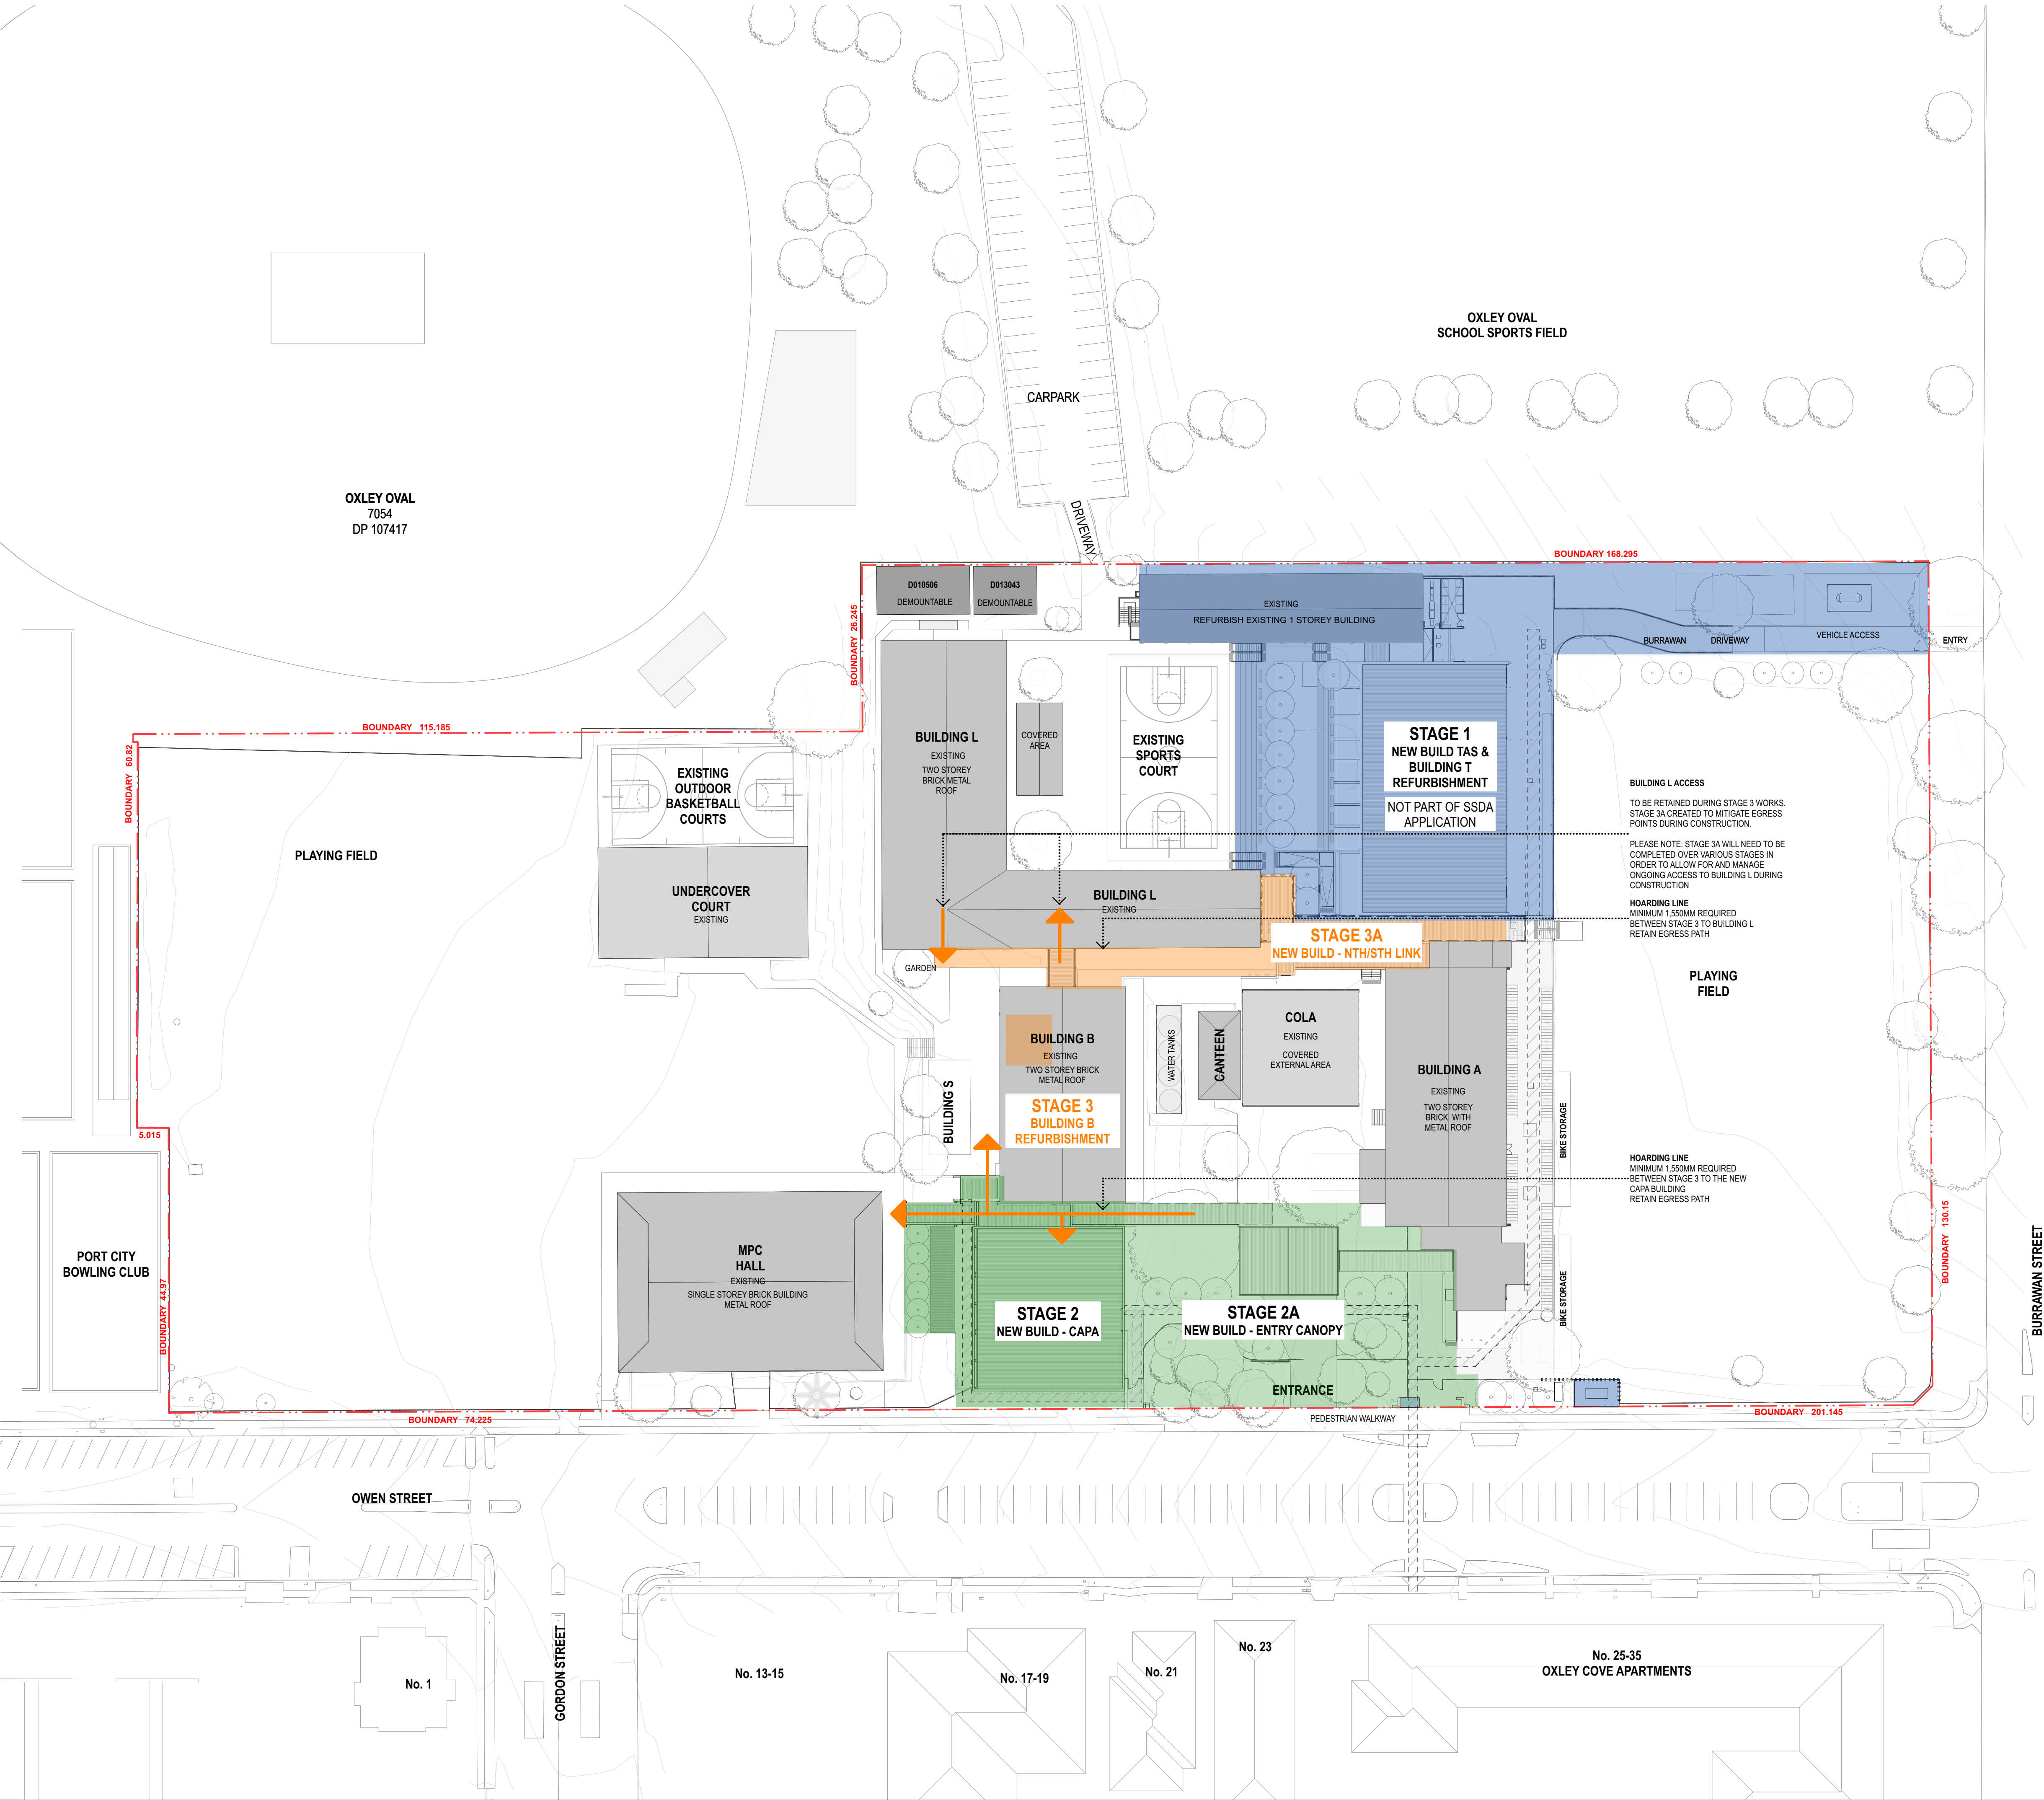 OXLEY OVAL
SCHOOL SPORTS FIELD
CARPARK
OXLEY OVAL
7054
DP 107417
DRIVEWAY
BOUNDARY 168.295
D010506
DEMOUNTABLE
D013043
DEMOUNTABLE
EXISTING
REFURBISH EXISTING 1 STOREY BUILDING
BURRAWAN DRIVEWAY
VEHICLE ACCESS
ENTRY
BOUNDARY 26.245
BOUNDARY 115.185
BOUNDARY 60.82
BUILDING L
EXISTING
TWO STOREY
BRICK METAL
ROOF
COVERED
AREA
EXISTING
SPORTS
COURT
STAGE 1
NEW BUILD TAS &
BUILDING T
REFURBISHMENT
NOT PART OF SSDA
APPLICATION
EXISTING
OUTDOOR
BASKETBALL
COURTS
BUILDING L ACCESS
TO BE RETAINED DURING STAGE 3 WORKS.
STAGE 3A CREATED TO MITIGATE EGRESS
POINTS DURING CONSTRUCTION.
PLEASE NOTE: STAGE 3A WILL NEED TO BE
COMPLETED OVER VARIOUS STAGES IN
ORDER TO ALLOW FOR AND MANAGE
ONGOING ACCESS TO BUILDING L DURING
CONSTRUCTION
HOARDING LINE
MINIMUM 1,550MM REQUIRED
BETWEEN STAGE 3 TO BUILDING L
RETAIN EGRESS PATH
PLAYING FIELD
UNDERCOVER
COURT
EXISTING
BUILDING L
EXISTING
STAGE 3A
NEW BUILD - NTH/STH LINK
GARDEN
PLAYING
FIELD
BUILDING B
EXISTING
TWO STOREY BRICK
METAL ROOF
WATER TANKS
CANTEEN
COLA
EXISTING
COVERED
EXTERNAL AREA
BUILDING A
EXISTING
TWO STOREY
BRICK WITH
METAL ROOF
STAGE 3
BUILDING B
REFURBISHMENT
BUILDING S
BIKE STORAGE
5.015
HOARDING LINE
MINIMUM 1,550MM REQUIRED
BETWEEN STAGE 3 TO THE NEW
CAPA BUILDING
RETAIN EGRESS PATH
BOUNDARY 130.15
BURRAWAN STREET
PORT CITY
BOWLING CLUB
BOUNDARY 44.97
MPC
HALL
EXISTING
SINGLE STOREY BRICK BUILDING
METAL ROOF
STAGE 2
NEW BUILD - CAPA
STAGE 2A
NEW BUILD - ENTRY CANOPY
BIKE STORAGE
ENTRANCE
BOUNDARY 74.225
PEDESTRIAN WALKWAY
BOUNDARY 201.145
OWEN STREET
GORDON STREET
No. 1
No. 13-15
No. 17-19
No. 21
No. 23
No. 25-35
OXLEY COVE APARTMENTS